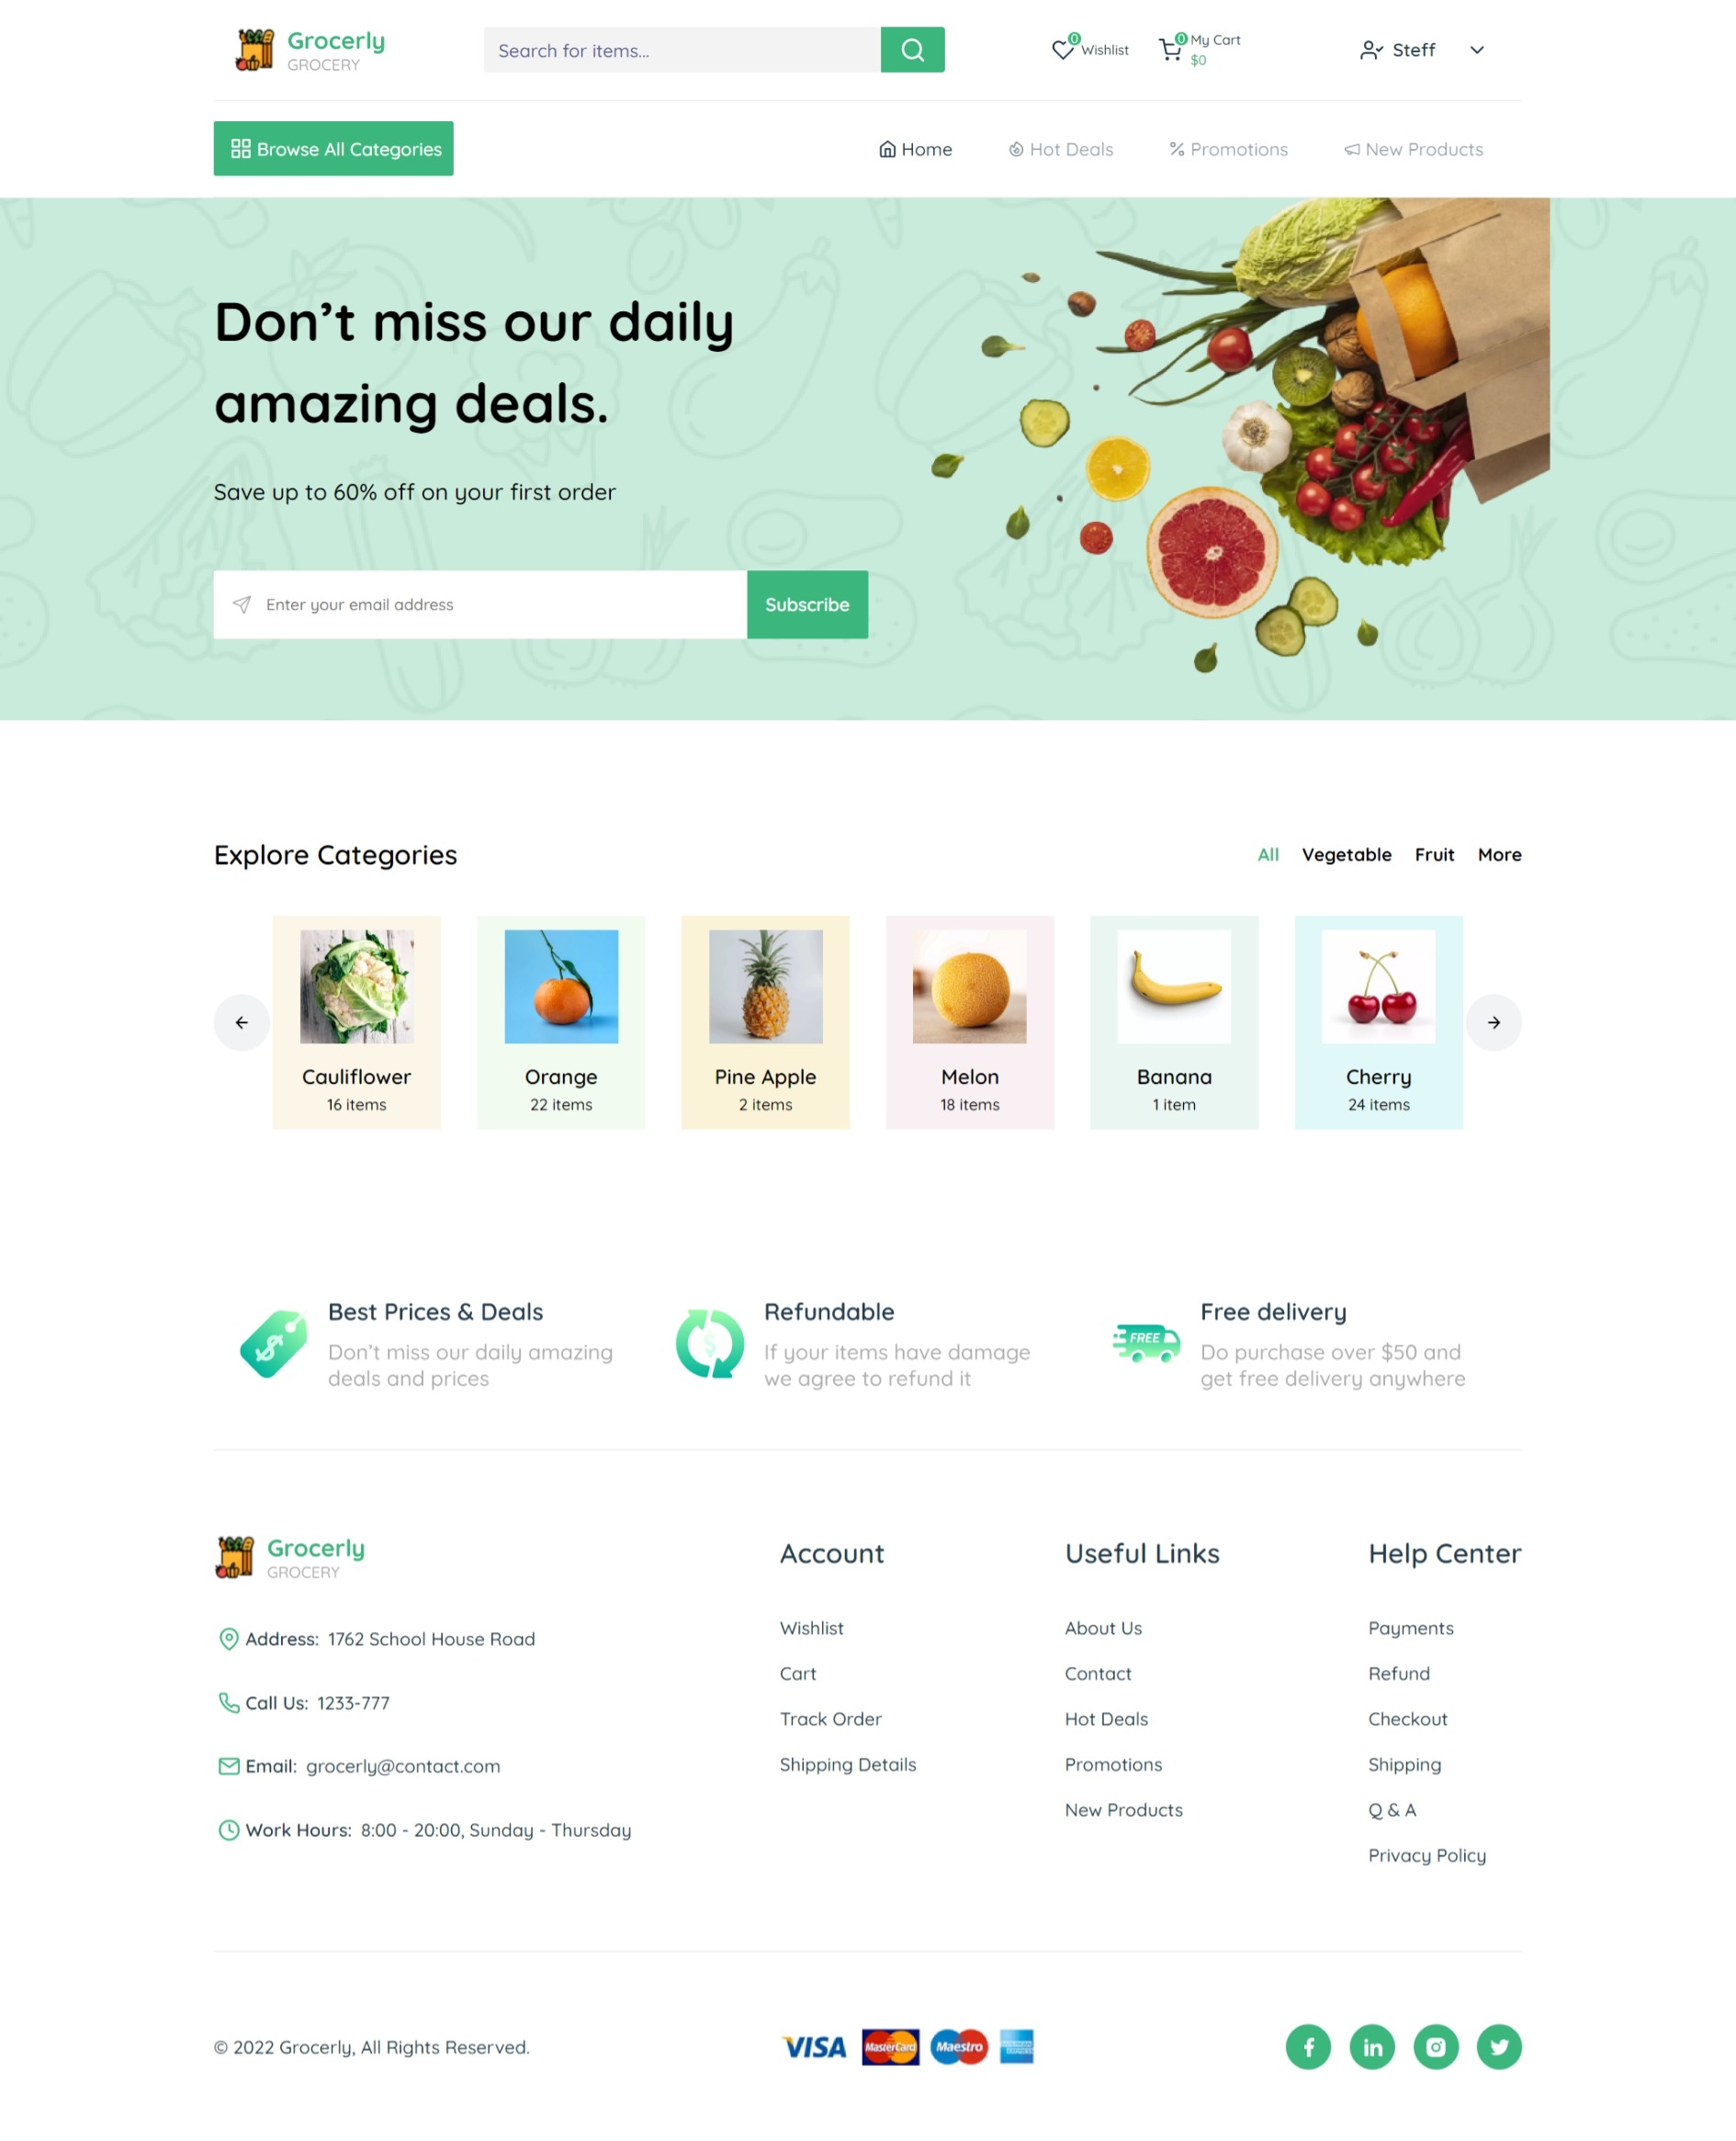 Grocerly
GROCERY
Search for items...
0
Wishlist
0
My Cart
$0
Steff
Browse All Categories
Home
Hot Deals
Promotions
New Products
Don’t miss our daily
amazing deals.
Save up to 60% off on your first order
Enter your email address
Subscribe
Explore Categories
All
Vegetable
Fruit
More
Cauliflower
16 items
Orange
22 items
Pine Apple
2 items
Melon
18 items
Banana
1 item
Cherry
24 items
$
Best Prices & Deals
Don’t miss our daily amazing
deals and prices
$
Refundable
If your items have damage
we agree to refund it
FREE
Free delivery
Do purchase over $50 and
get free delivery anywhere
Grocerly
GROCERY
Address: 1762 School House Road
Call Us: 1233-777
Email: grocerly@contact.com
Work Hours: 8:00 - 20:00, Sunday - Thursday
Account
Wishlist
Cart
Track Order
Shipping Details
Useful Links
About Us
Contact
Hot Deals
Promotions
New Products
Help Center
Payments
Refund
Checkout
Shipping
Q & A
Privacy Policy
© 2022 Grocerly, All Rights Reserved.
VISA
MasterCard
Maestro
f
in